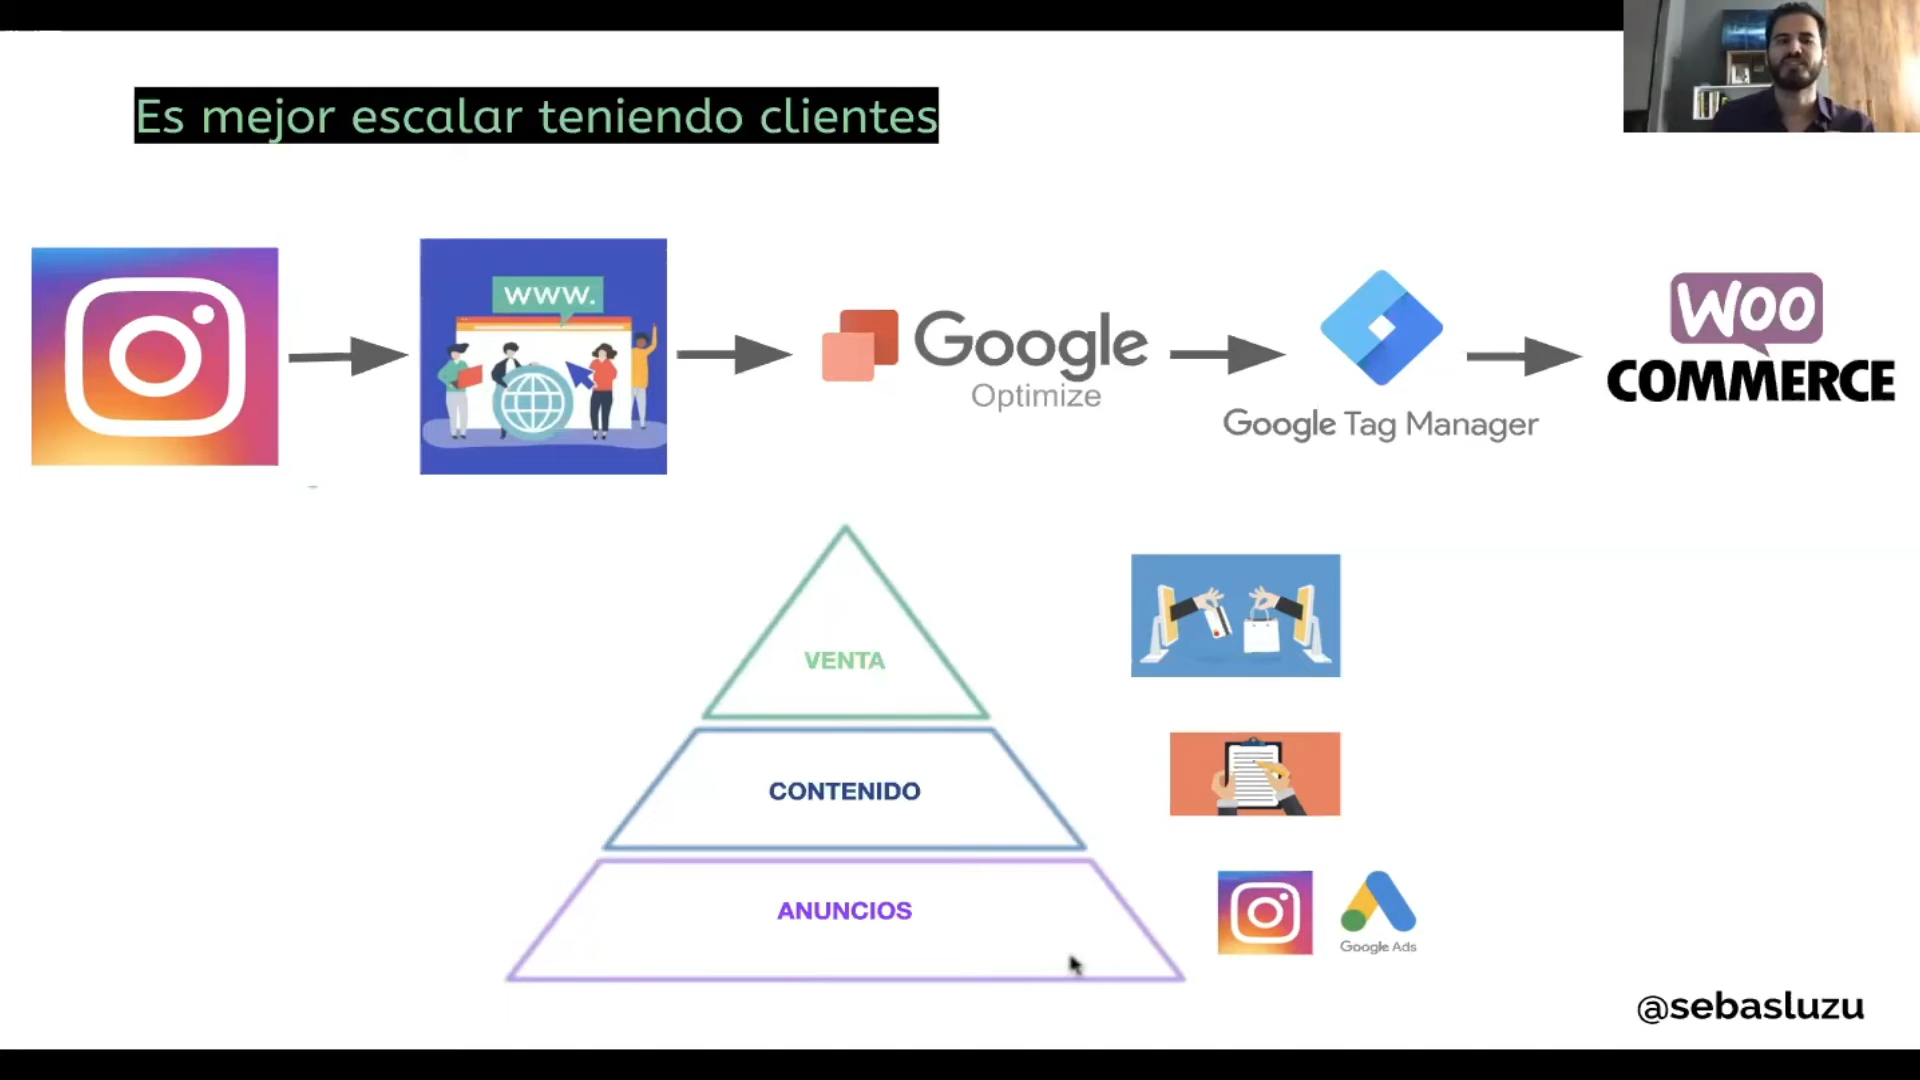 Es mejor escalar teniendo clientes
www.
Google
Optimize
Google Tag Manager
WOO
COMMERCE
VENTA
CONTENIDO
ANUNCIOS
Google Ads
@sebasluzu